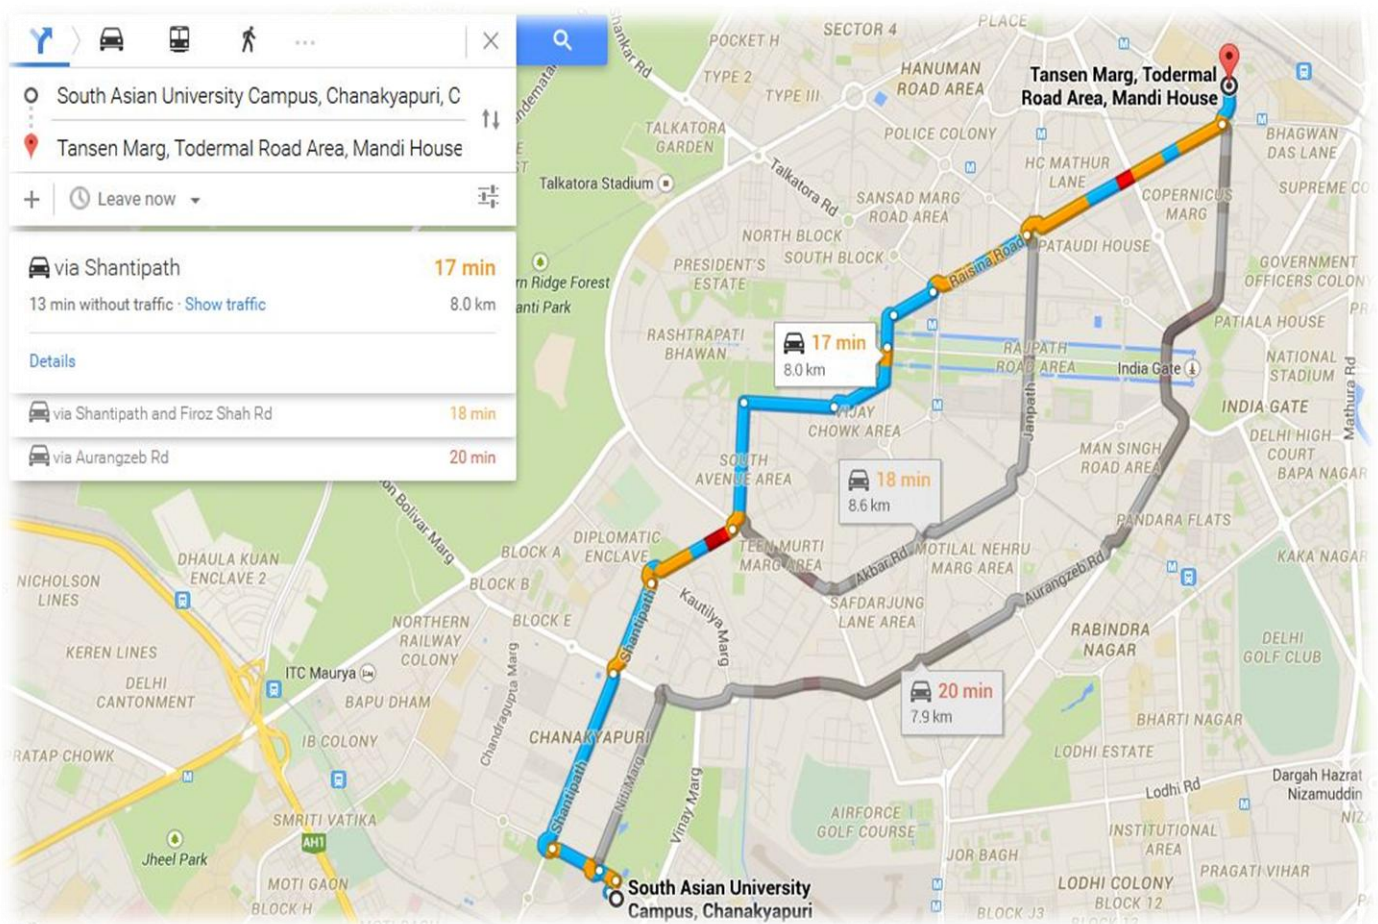 South Asian University Campus, Chanakyapuri, C
Tansen Marg, Todermal Road Area, Mandi House
Leave now
via Shantipath
17 min
13 min without traffic · Show traffic
8.0 km
Details
via Shantipath and Firoz Shah Rd
18 min
via Aurangzeb Rd
20 min
Shankar Rd
POCKET H
SECTOR 4
PLACE
TYPE 2
TYPE III
HANUMAN
ROAD AREA
Tansen Marg, Todermal
Road Area, Mandi House
TALKATORA
GARDEN
POLICE COLONY
BHAGWAN
DAS LANE
HC MATHUR
LANE
Talkatora Stadium
Talkatora Rd
SANSAD MARG
ROAD AREA
COPERNICUS
MARG
SUPREME CO
NORTH BLOCK
SOUTH BLOCK
Raisina Road
PATAUDI HOUSE
PRESIDENT'S
ESTATE
GOVERNMENT
OFFICERS COLONY
rn Ridge Forest
anti Park
RASHTRAPATI
BHAWAN
17 min
8.0 km
RAJPATH
ROAD AREA
India Gate
PATIALA HOUSE
NATIONAL
STADIUM
Mathura Rd
VIJAY
CHOWK AREA
Janpath
INDIA GATE
SOUTH
AVENUE AREA
18 min
8.6 km
MAN SINGH
ROAD AREA
DELHI HIGH
COURT
BAPA NAGAR
on Bolivar Marg
PANDARA FLATS
DHAULA KUAN
ENCLAVE 2
BLOCK A
DIPLOMATIC
ENCLAVE
TEEN MURTI
MARG AREA
Akbar Rd
MOTILAL NEHRU
MARG AREA
Aurangzeb Rd
KAKA NAGAR
NICHOLSON
LINES
BLOCK B
Shantipath
Kautilya Marg
SAFDARJUNG
LANE AREA
BLOCK E
NORTHERN
RAILWAY
COLONY
RABINDRA
NAGAR
DELHI
GOLF CLUB
KEREN LINES
DELHI
CANTONMENT
ITC Maurya
BAPU DHAM
Chandragupta Marg
20 min
7.9 km
BHARTI NAGAR
IB COLONY
CHANAKYAPURI
LODHI ESTATE
PRATAP CHOWK
Shantipath
Niti Marg
Vinay Marg
Lodhi Rd
Dargah Hazrat
Nizamuddin
NIZ
SMRITI VATIKA
AH1
AIRFORCE
GOLF COURSE
INSTITUTIONAL
AREA
Jheel Park
JOR BAGH
PRAGATI VIHAR
MOTI GAON
BLOCK H
South Asian University
Campus, Chanakyapuri
LODHI COLONY
BLOCK 12
BLOCK J3